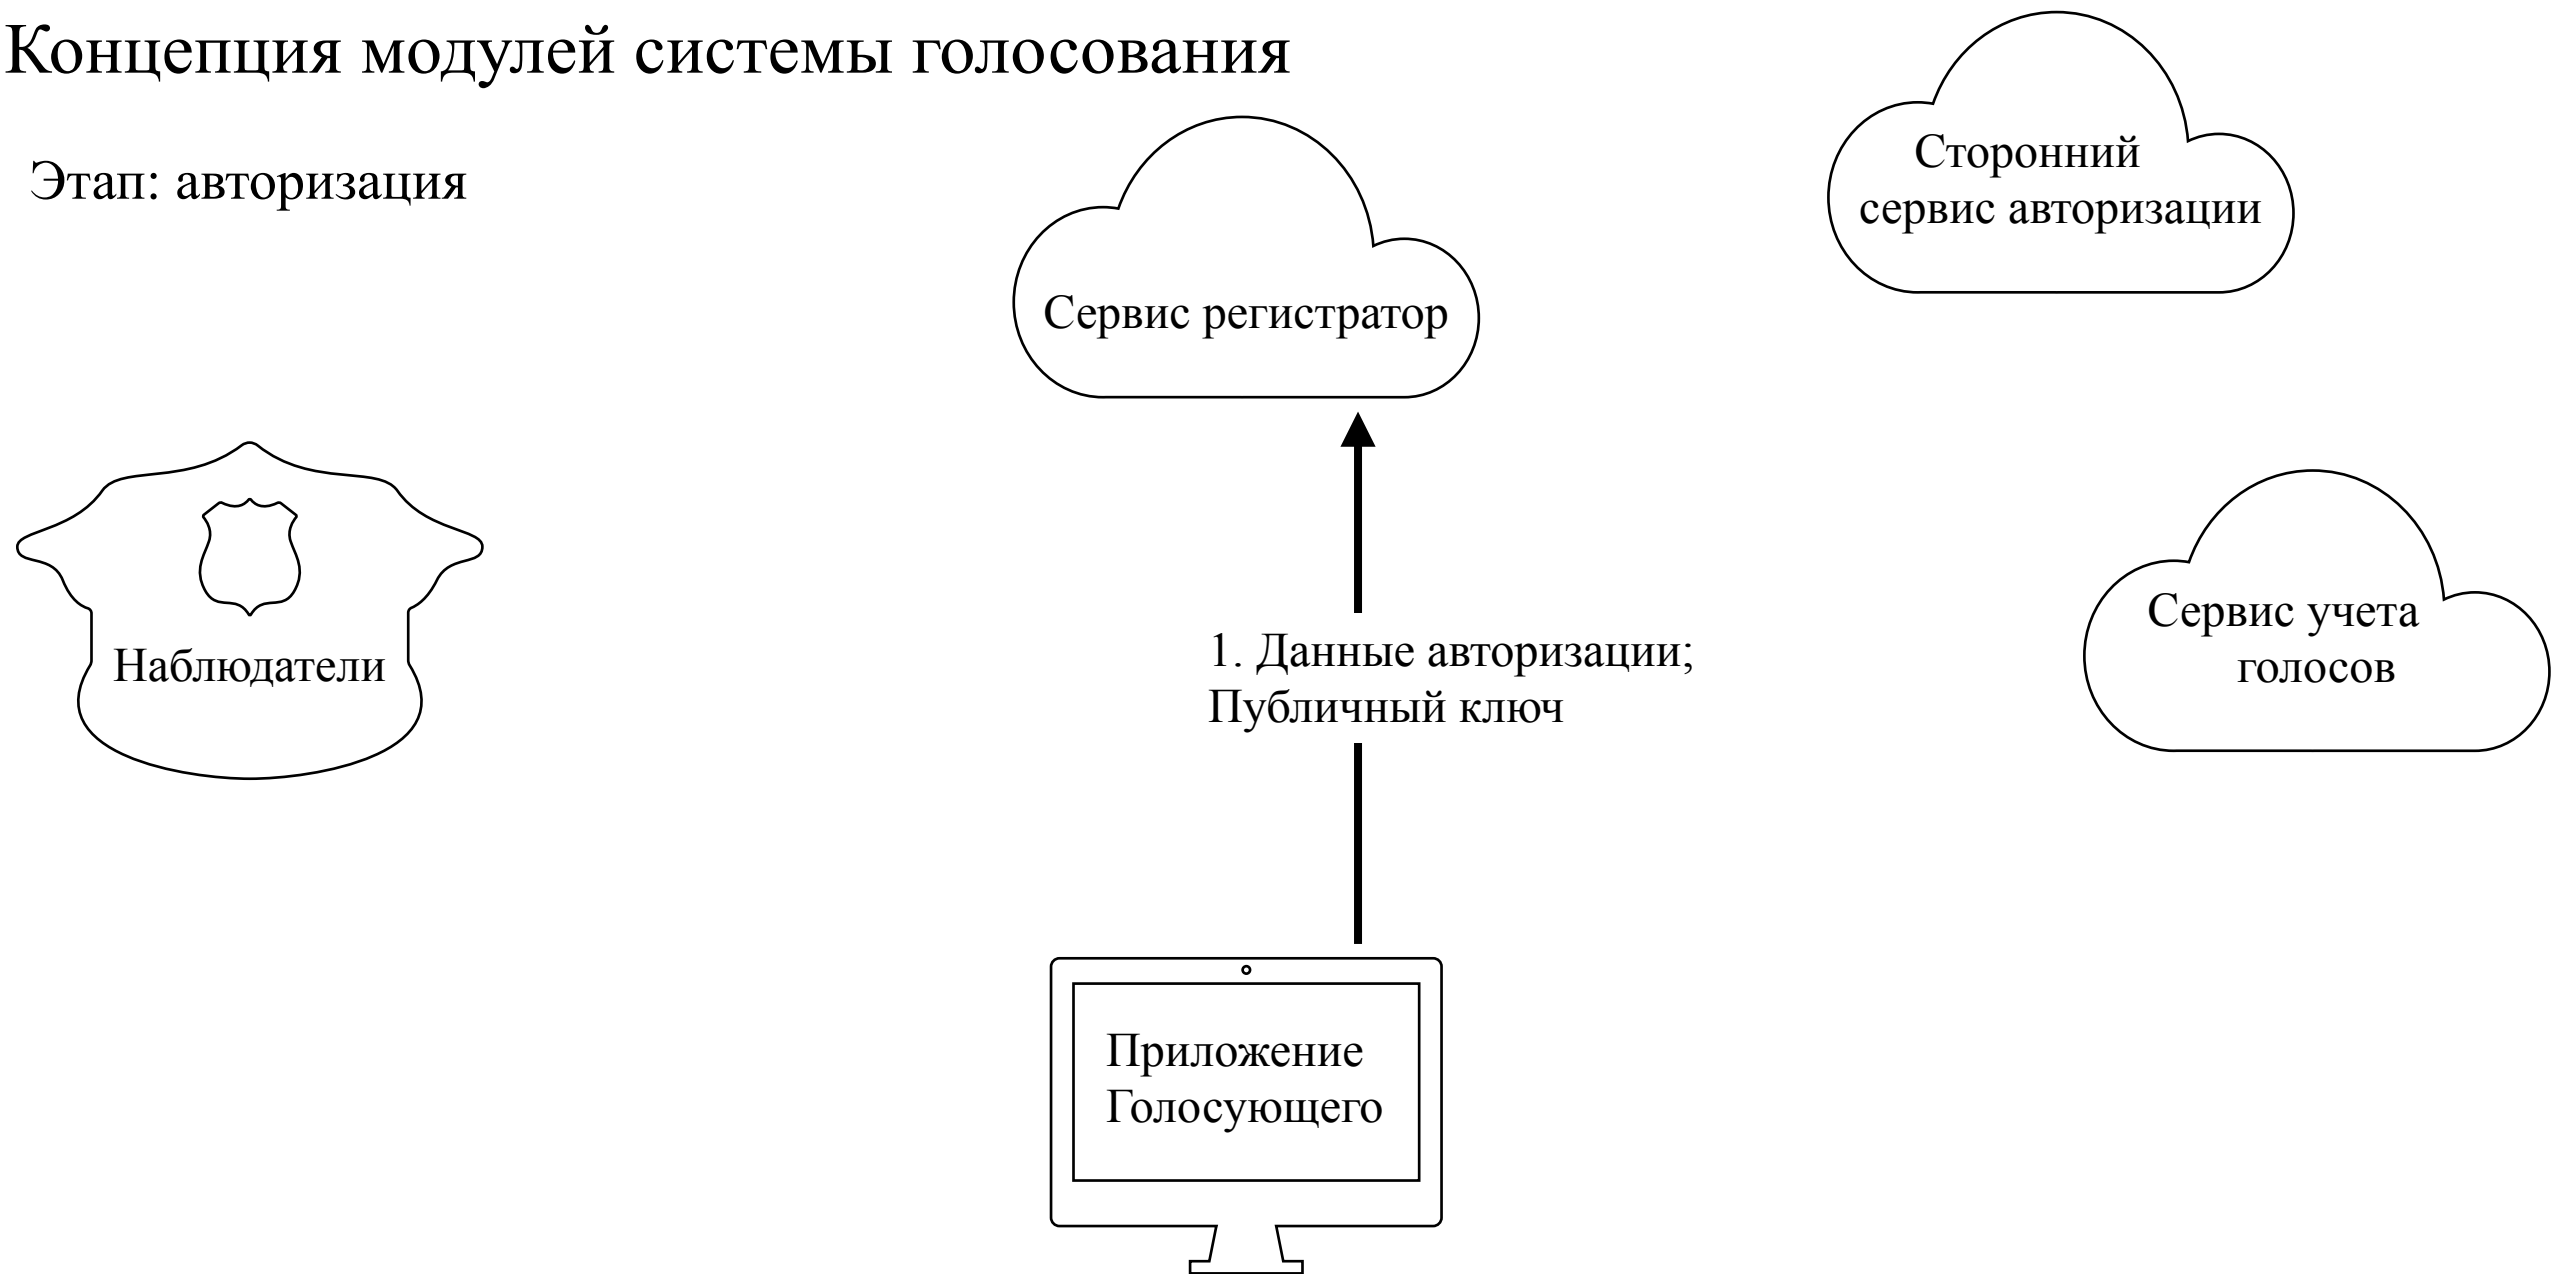 Концепция модулей системы голосования
Этап: авторизация
Сторонний
сервис авторизации
Сервис регистратор
Наблюдатели
1. Данные авторизации;
Публичный ключ
Сервис учета
голосов
Приложение
Голосующего